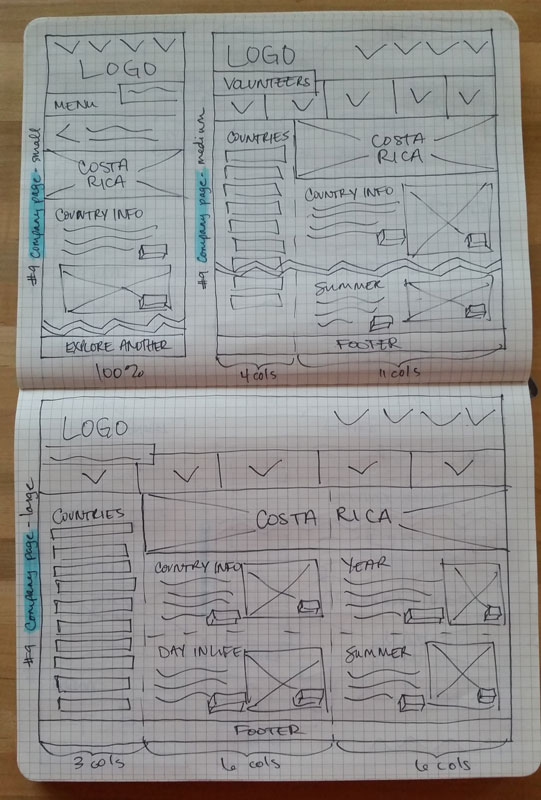 #9 Company page - small
LOGO
MENU
COSTA
RICA
COUNTRY INFO
EXPLORE ANOTHER
100%
#9 Company page - medium
LOGO
VOLUNTEERS
COUNTRIES
COSTA
RICA
COUNTRY INFO
SUMMER
FOOTER
4 cols
11 cols
#9 Company page - large
LOGO
COUNTRIES
COSTA RICA
COUNTRY INFO
YEAR
DAY IN LIFE
SUMMER
FOOTER
3 cols
6 cols
6 cols